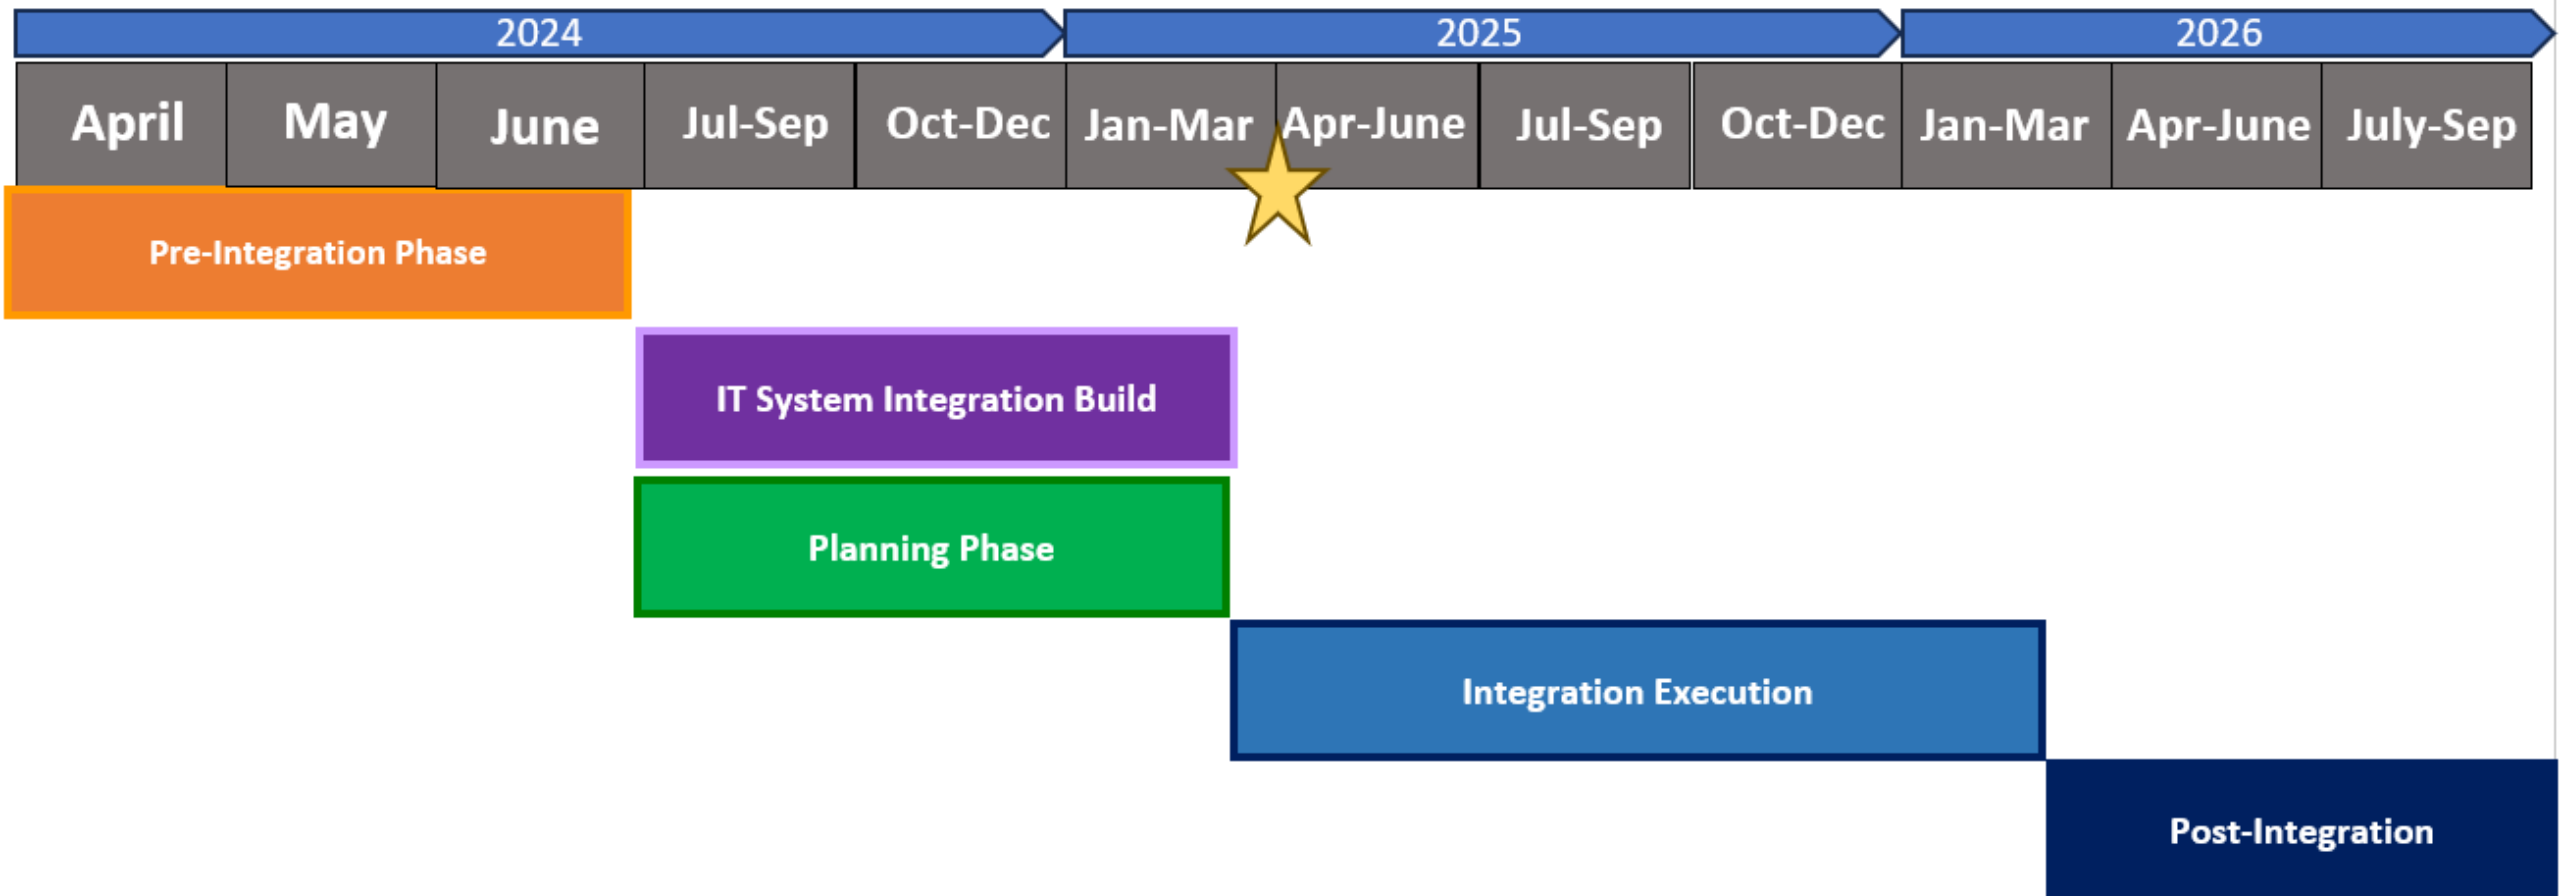 2024 2025 2026
April May June Jul-Sep Oct-Dec Jan-Mar Apr-June Jul-Sep Oct-Dec Jan-Mar Apr-June July-Sep
Pre-Integration Phase
IT System Integration Build
Planning Phase
Integration Execution
Post-Integration